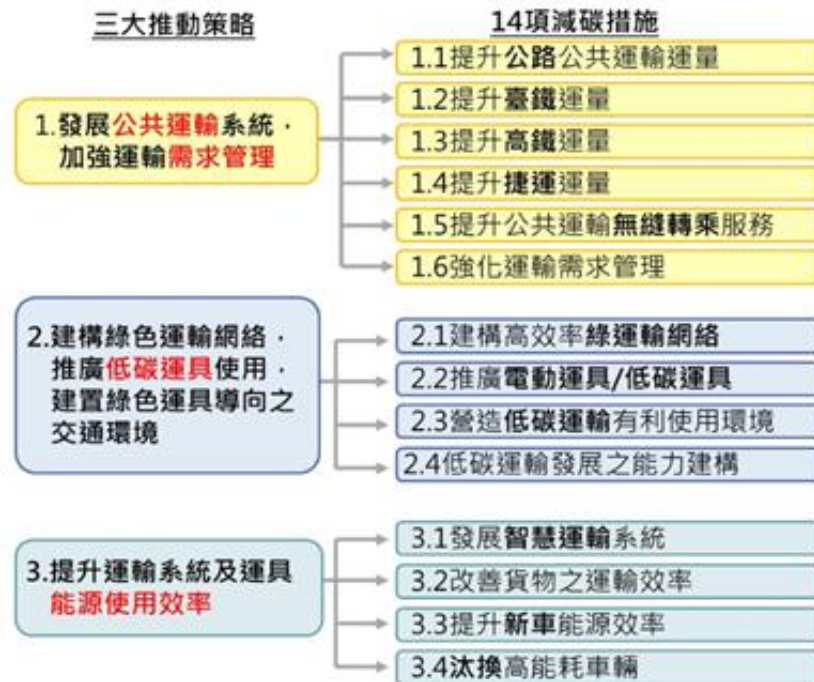 三大推動策略
14項減碳措施
1.發展公共運輸系統，
加強運輸需求管理
1.1提升公路公共運輸運量
1.2提升臺鐵運量
1.3提升高鐵運量
1.4提升捷運運量
1.5提升公共運輸無縫轉乘服務
1.6強化運輸需求管理
2.建構綠色運輸網絡，
推廣低碳運具使用，
建置綠色運具導向之
交通環境
2.1建構高效率綠運輸網絡
2.2推廣電動運具/低碳運具
2.3營造低碳運輸有利使用環境
2.4低碳運輸發展之能力建構
3.提升運輸系統及運具
能源使用效率
3.1發展智慧運輸系統
3.2改善貨物之運輸效率
3.3提升新車能源效率
3.4汰換高能耗車輛